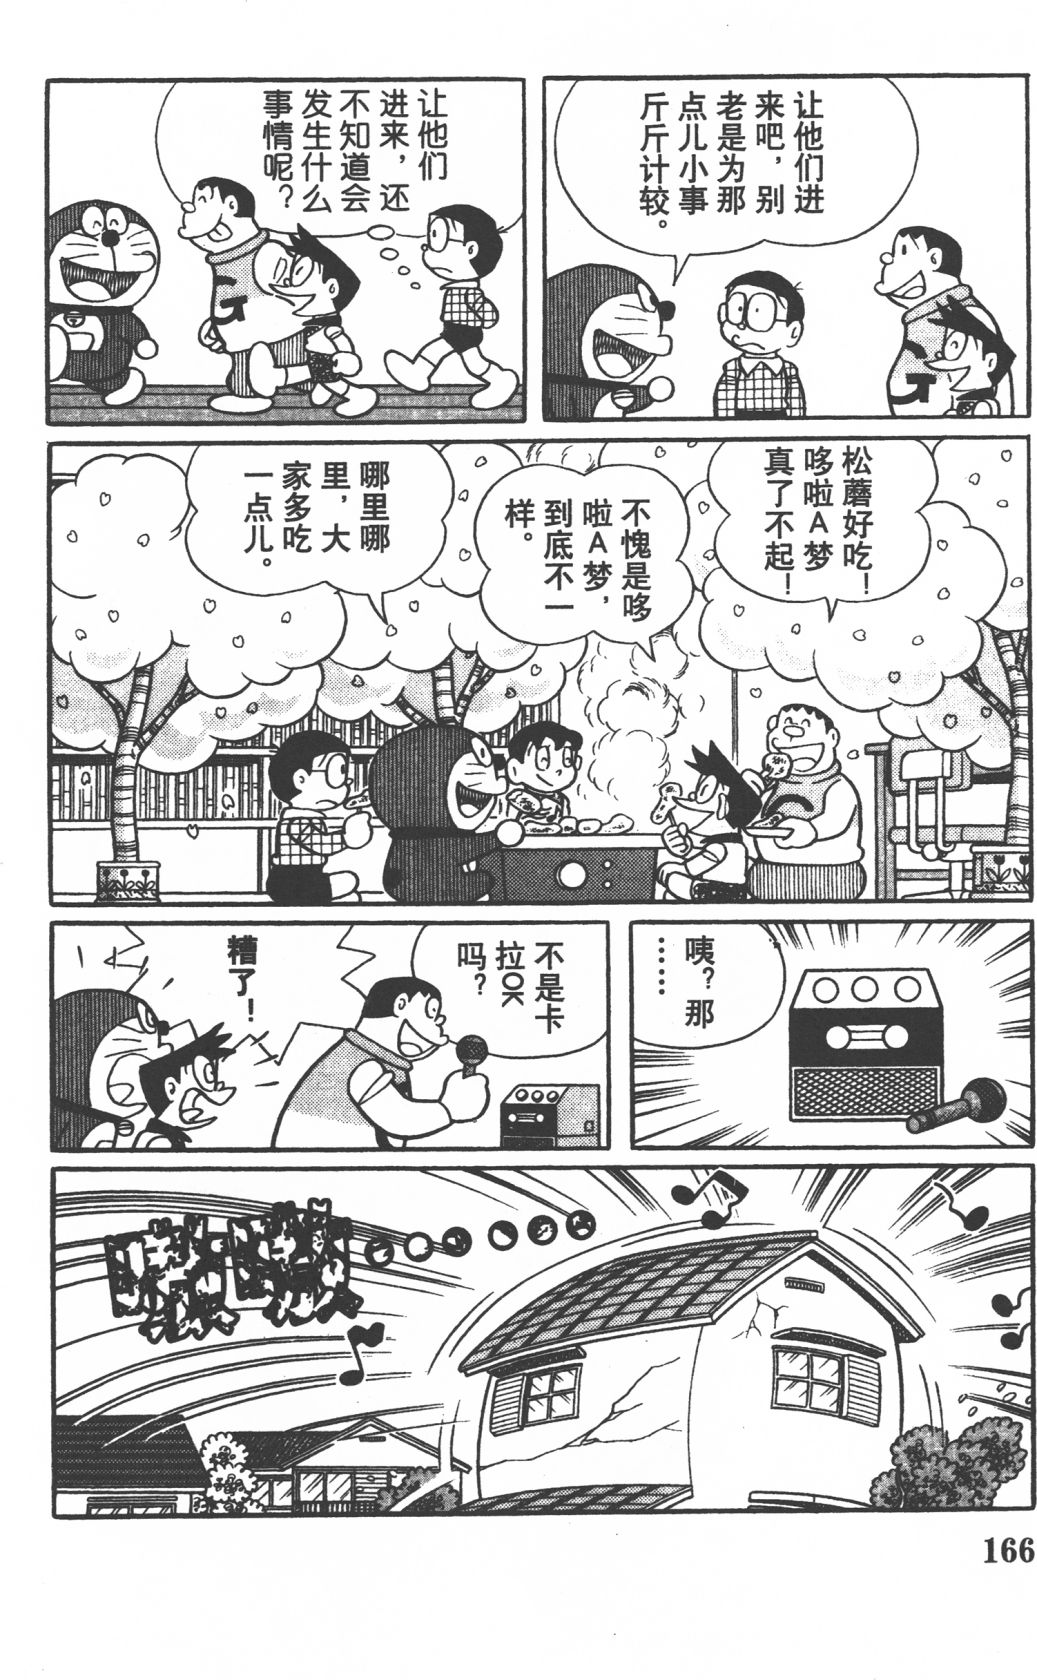 让他们进
来吧，别
老是为那
点儿小事
斤斤计较。
让他们
进来，还
不知道会
发生什么
事情呢？
松蘑好吃！
哆啦A梦
真了不起！
不愧是哆
啦A梦，
到底不一
样。
哪里哪
里，大
家多吃
一点儿。
咦？那
……
不是卡
拉OK
吗？
糟了！
166